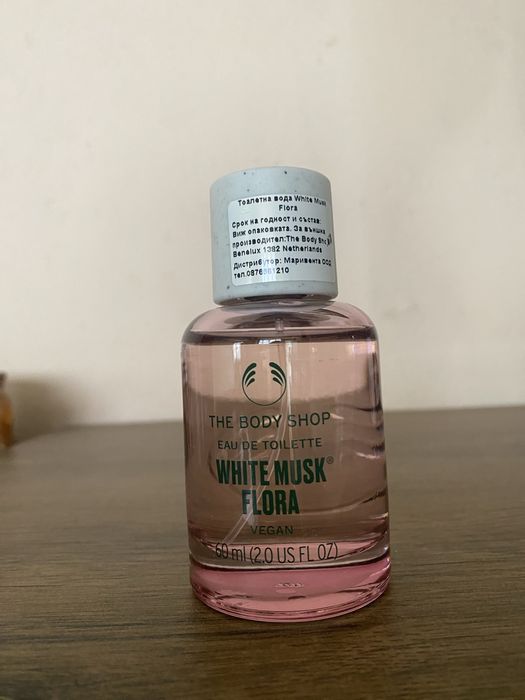 Тоалетна вода White Musk
Flora
Срок на годност и състав:
Виж опаковката. За външна
производител:The Body Sho
Benelux 1382 Netherlands
Дистрибутор: Маривента ООД
THE BODY SHOP
EAU DE TOILETTE
WHITE MUSK®
FLORA
VEGAN
60 ml (2.0 US FL OZ)